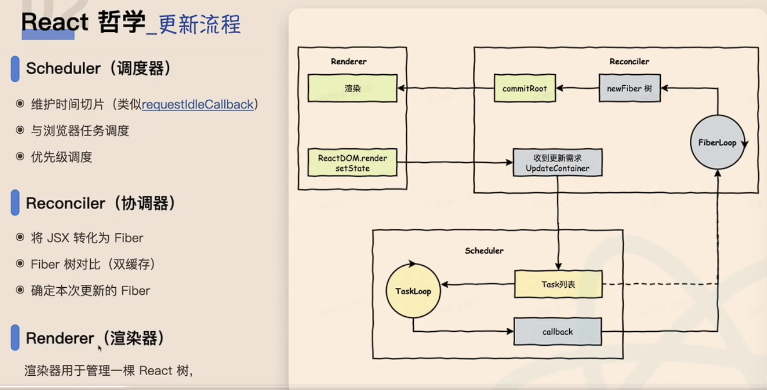 React 哲学_更新流程
Scheduler（调度器）
维护时间切片（类似requestIdleCallback）
与浏览器任务调度
优先级调度
Reconciler（协调器）
将 JSX 转化为 Fiber
Fiber 树对比（双缓存）
确定本次更新的 Fiber
Renderer（渲染器）
渲染器用于管理一棵 React 树，
Renderer
渲染
ReactDOM.render
setState
Reconciler
commitRoot
newFiber 树
FiberLoop
收到更新需求
UpdateContainer
Scheduler
TaskLoop
Task列表
callback